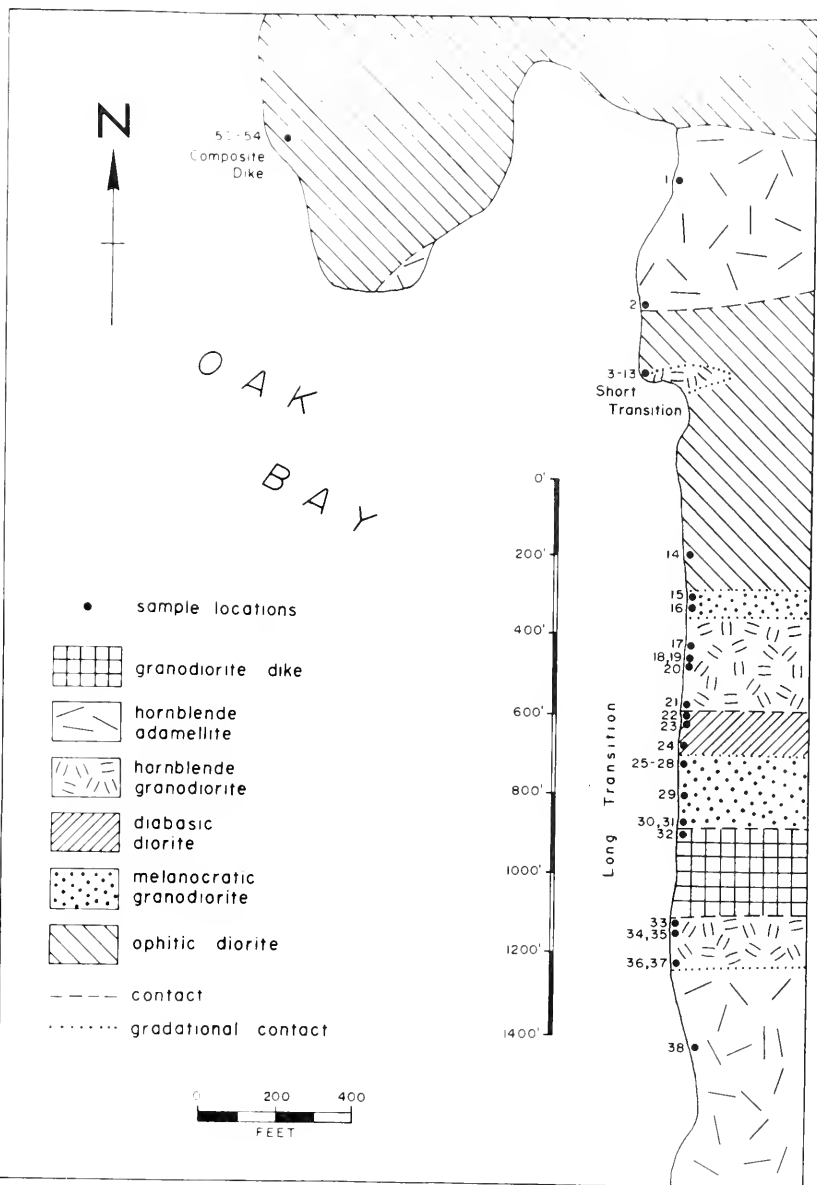 N
Composite
Dike
1
2
3-13
Short
Transition
OAK
BAY
0'
200'
400'
600'
800'
1000'
1200'
1400'
Long Transition
14
15
16
17
18,19
20
21
22
23
24
25-28
29
30,31
32
33
34,35
36,37
38
sample locations
granodiorite dike
hornblende
adamellite
hornblende
granodiorite
diabasic
diorite
melanocratic
granodiorite
ophitic diorite
contact
gradational contact
0 200 400
FEET